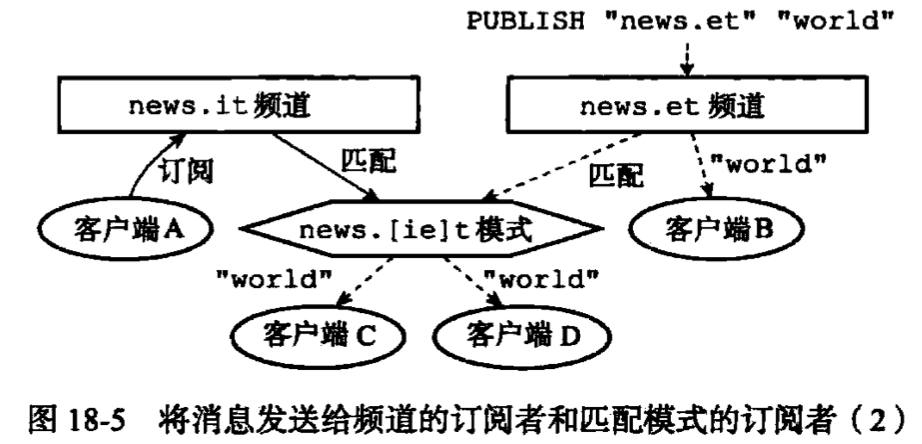 PUBLISH "news.et" "world"
news.it 频道
news.et 频道
订阅
匹配
匹配
"world"
客户端A
news.[ie]t 模式
客户端B
"world"
"world"
客户端 C
客户端 D
图 18-5 将消息发送给频道的订阅者和匹配模式的订阅者（2）